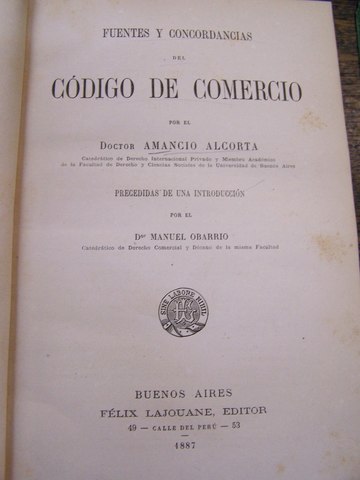 FUENTES Y CONCORDANCIAS
DEL
CÓDIGO DE COMERCIO
POR EL
DOCTOR AMANCIO ALCORTA
Catedrático de Derecho Internacional Privado y Miembro Académico
de la Facultad de Derecho y Ciencias Sociales de la Universidad de Buenos Aires
PRECEDIDAS DE UNA INTRODUCCIÓN
POR EL
Dor MANUEL OBARRIO
Catedrático de Derecho Comercial y Décano de la misma Facultad
SINE LABORE NIHIL
BUENOS AIRES
FÉLIX LAJOUANE, EDITOR
49 — CALLE DEL PERÚ — 53
1887